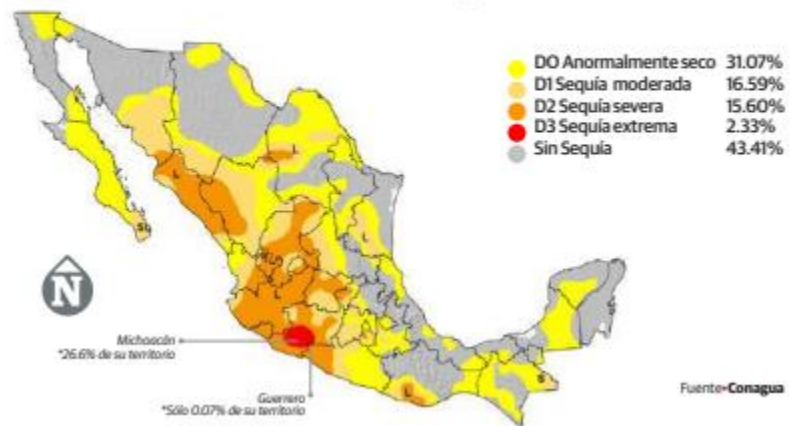 DO Anormalmente seco 31.07%
D1 Sequía moderada 16.59%
D2 Sequía severa 15.60%
D3 Sequía extrema 2.33%
Sin Sequía 43.41%
L
L
L
SL
N
Michoacán
*26.6% de su territorio
Guerrero
*Sólo 0.07% de su territorio
L
S
Fuente•Conagua